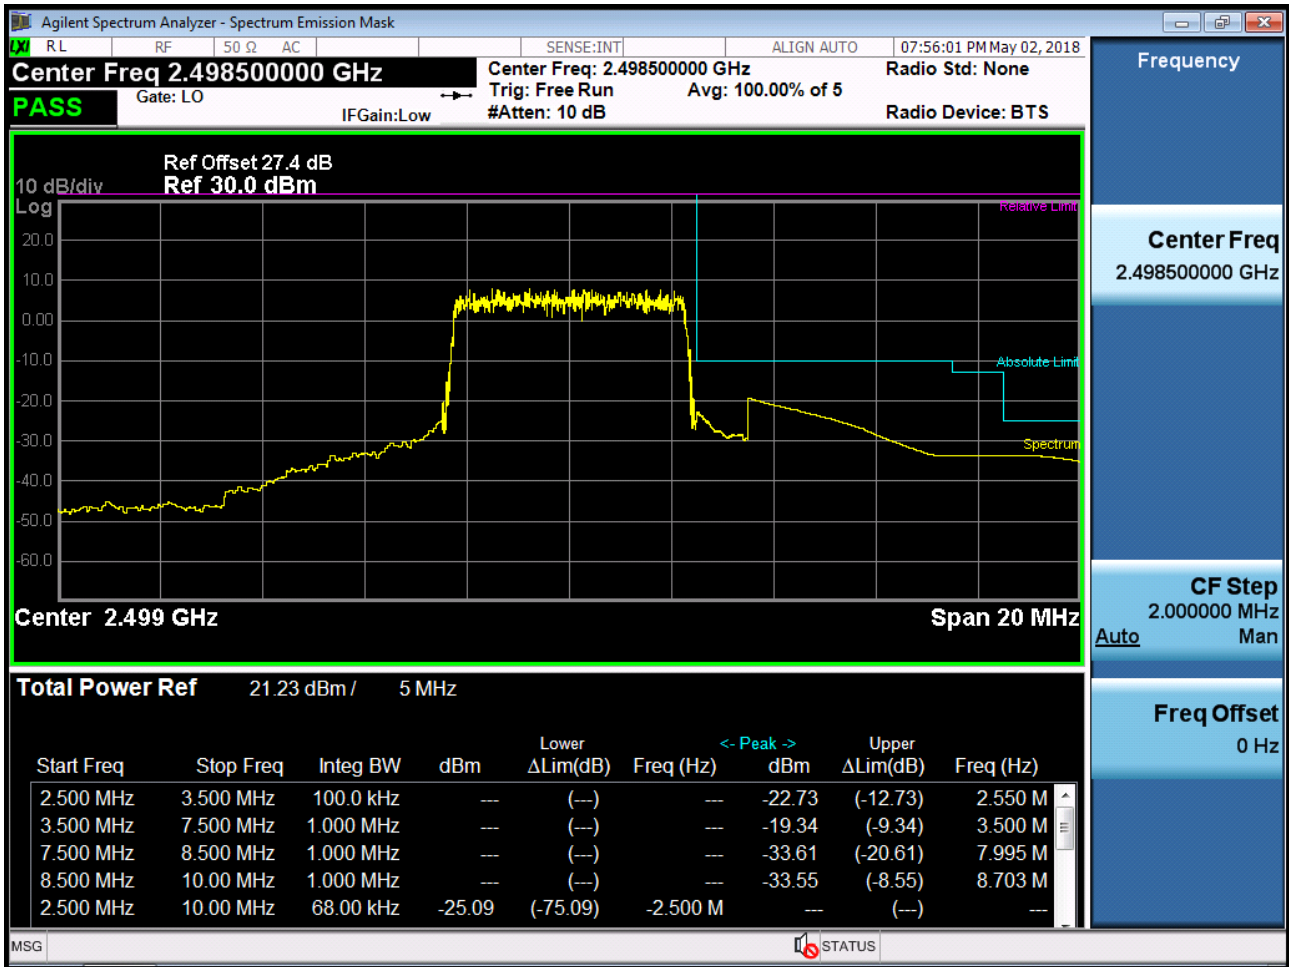 Agilent Spectrum Analyzer - Spectrum Emission Mask
LXI RL RF 50 Ω AC SENSE:INT ALIGN AUTO 07:56:01 PM May 02, 2018
Center Freq 2.498500000 GHz
Center Freq: 2.498500000 GHz
Radio Std: None
PASS
Gate: LO
Trig: Free Run
Avg: 100.00% of 5
IFGain:Low
#Atten: 10 dB
Radio Device: BTS
Ref Offset 27.4 dB
10 dB/div
Ref 30.0 dBm
Log
Relative Limit
20.0
10.0
0.00
-10.0
Absolute Limit
-20.0
-30.0
Spectrum
-40.0
-50.0
-60.0
Center 2.499 GHz
Span 20 MHz
Total Power Ref 21.23 dBm / 5 MHz
Lower <- Peak -> Upper
Start Freq Stop Freq Integ BW dBm ΔLim(dB) Freq (Hz) dBm ΔLim(dB) Freq (Hz)
2.500 MHz 3.500 MHz 100.0 kHz --- (---) --- -22.73 (-12.73) 2.550 M
3.500 MHz 7.500 MHz 1.000 MHz --- (---) --- -19.34 (-9.34) 3.500 M
7.500 MHz 8.500 MHz 1.000 MHz --- (---) --- -33.61 (-20.61) 7.995 M
8.500 MHz 10.00 MHz 1.000 MHz --- (---) --- -33.55 (-8.55) 8.703 M
2.500 MHz 10.00 MHz 68.00 kHz -25.09 (-75.09) -2.500 M --- (---) ---
MSG
STATUS
Frequency
Center Freq
2.498500000 GHz
CF Step
2.000000 MHz
Auto Man
Freq Offset
0 Hz